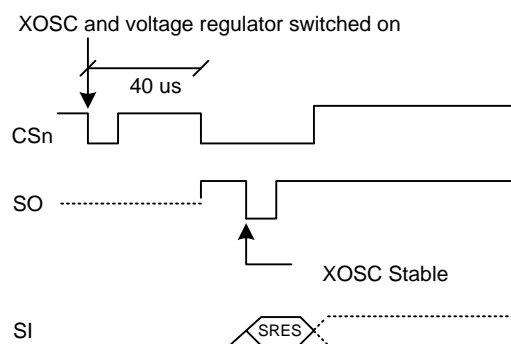 XOSC and voltage regulator switched on
40 us
CSn
SO
XOSC Stable
SI
SRES